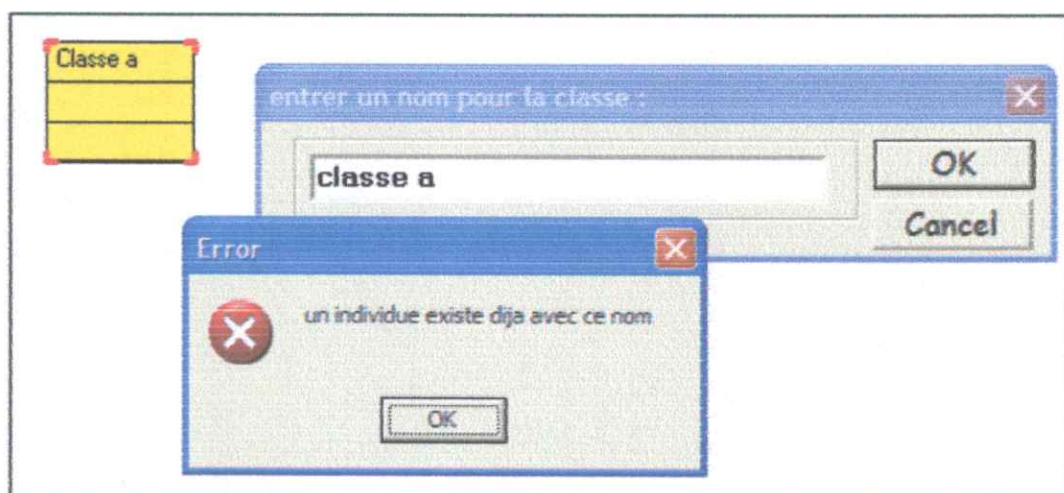 Classe a
entrer un nom pour la classe :
classe a
OK
Cancel
Error
un individue existe dija avec ce nom
OK